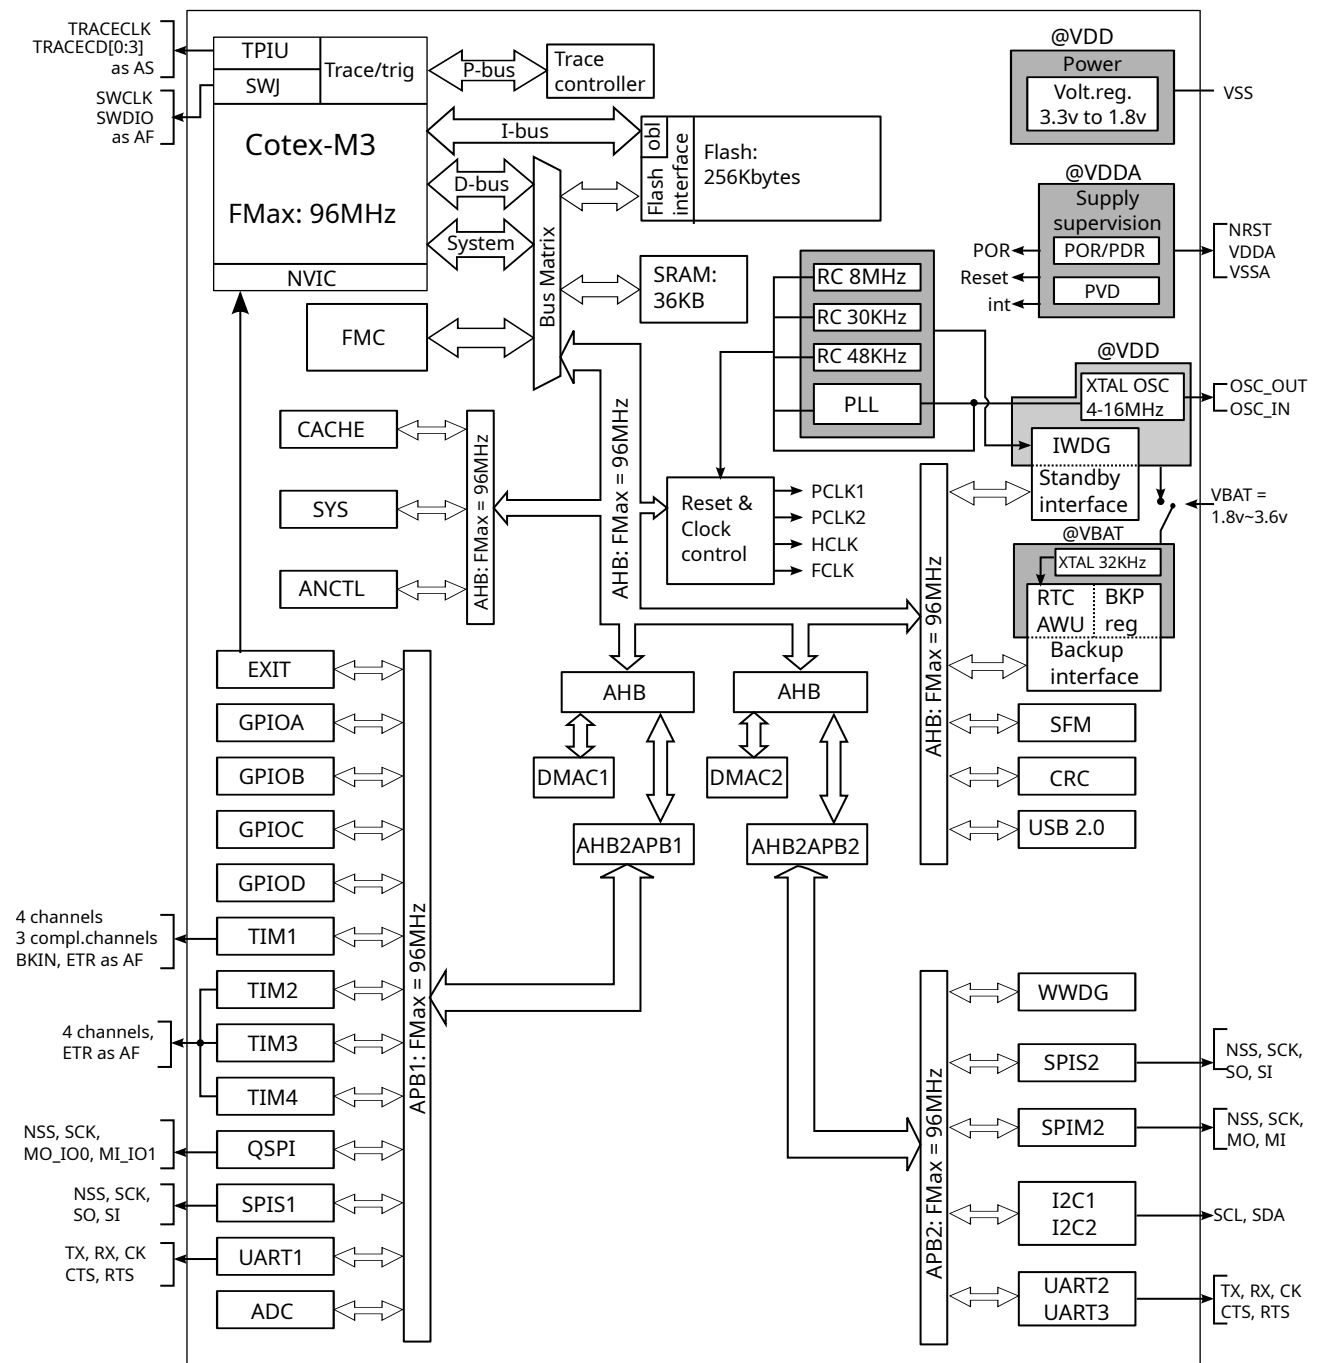 TRACECLK
TRACECD[0:3]
as AS
SWCLK
SWDIO
as AF
TPIU
SWJ
Trace/trig
Cotex-M3
FMax: 96MHz
NVIC
P-bus
Trace
controller
I-bus
D-bus
System
Bus Matrix
obl
Flash
interface
Flash:
256Kbytes
SRAM:
36KB
FMC
@VDD
Power
Volt.reg.
3.3v to 1.8v
VSS
@VDDA
Supply
supervision
POR/PDR
PVD
POR
Reset
int
NRST
VDDA
VSSA
RC 8MHz
RC 30KHz
RC 48KHz
PLL
@VDD
XTAL OSC
4-16MHz
OSC_OUT
OSC_IN
IWDG
Standby
interface
VBAT =
1.8v~3.6v
@VBAT
XTAL 32KHz
RTC
AWU
BKP
reg
Backup
interface
CACHE
SYS
ANCTL
AHB: FMax = 96MHz
AHB: FMax = 96MHz
Reset &
Clock
control
PCLK1
PCLK2
HCLK
FCLK
AHB: FMax = 96MHz
SFM
CRC
USB 2.0
AHB
AHB
DMAC1
DMAC2
AHB2APB1
AHB2APB2
EXIT
GPIOA
GPIOB
GPIOC
GPIOD
TIM1
TIM2
TIM3
TIM4
QSPI
SPIS1
UART1
ADC
APB1: FMax = 96MHz
4 channels
3 compl.channels
BKIN, ETR as AF
4 channels,
ETR as AF
NSS, SCK,
MO_IO0, MI_IO1
NSS, SCK,
SO, SI
TX, RX, CK
CTS, RTS
APB2: FMax = 96MHz
WWDG
SPIS2
SPIM2
I2C1
I2C2
UART2
UART3
NSS, SCK,
SO, SI
NSS, SCK,
MO, MI
SCL, SDA
TX, RX, CK
CTS, RTS